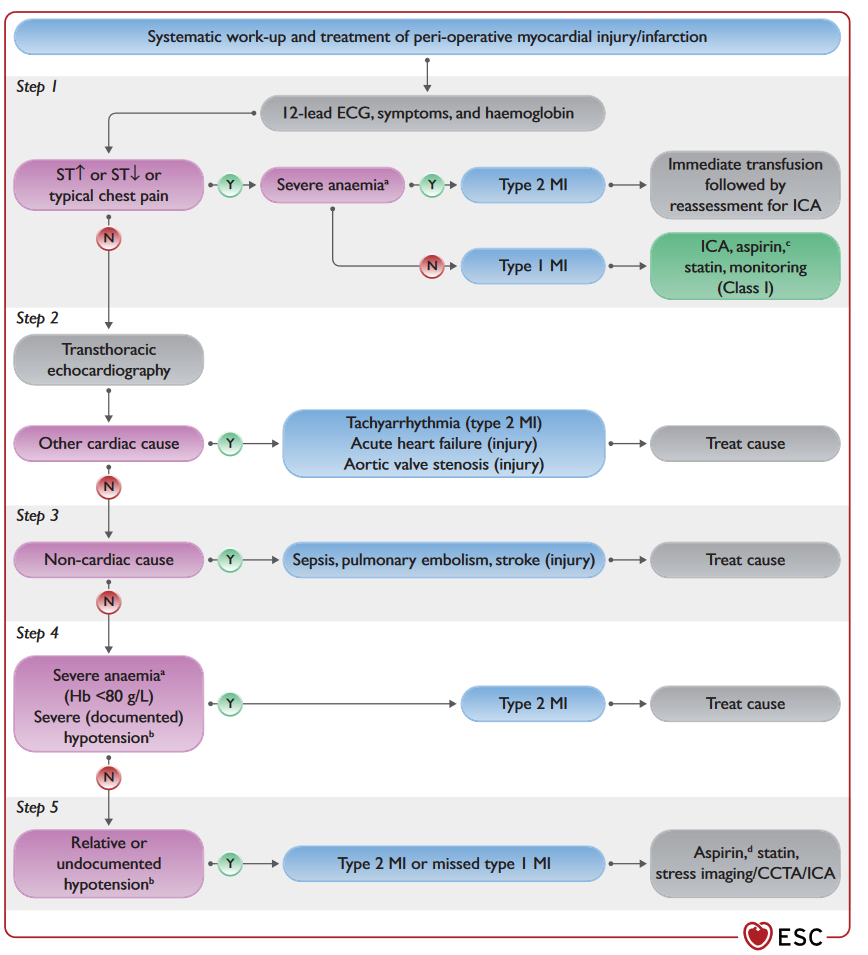 Systematic work-up and treatment of peri-operative myocardial injury/infarction
Step 1
12-lead ECG, symptoms, and haemoglobin
ST↑ or ST↓ or
typical chest pain
Y
Severe anaemiaᵃ
Y
Type 2 MI
Immediate transfusion
followed by
reassessment for ICA
N
N
Type 1 MI
ICA, aspirin,ᶜ
statin, monitoring
(Class I)
Step 2
Transthoracic
echocardiography
Other cardiac cause
Y
Tachyarrhythmia (type 2 MI)
Acute heart failure (injury)
Aortic valve stenosis (injury)
Treat cause
N
Step 3
Non-cardiac cause
Y
Sepsis, pulmonary embolism, stroke (injury)
Treat cause
N
Step 4
Severe anaemiaᵃ
(Hb <80 g/L)
Severe (documented)
hypotensionᵇ
Y
Type 2 MI
Treat cause
N
Step 5
Relative or
undocumented
hypotensionᵇ
Y
Type 2 MI or missed type 1 MI
Aspirin,ᵈ statin,
stress imaging/CCTA/ICA
ESC